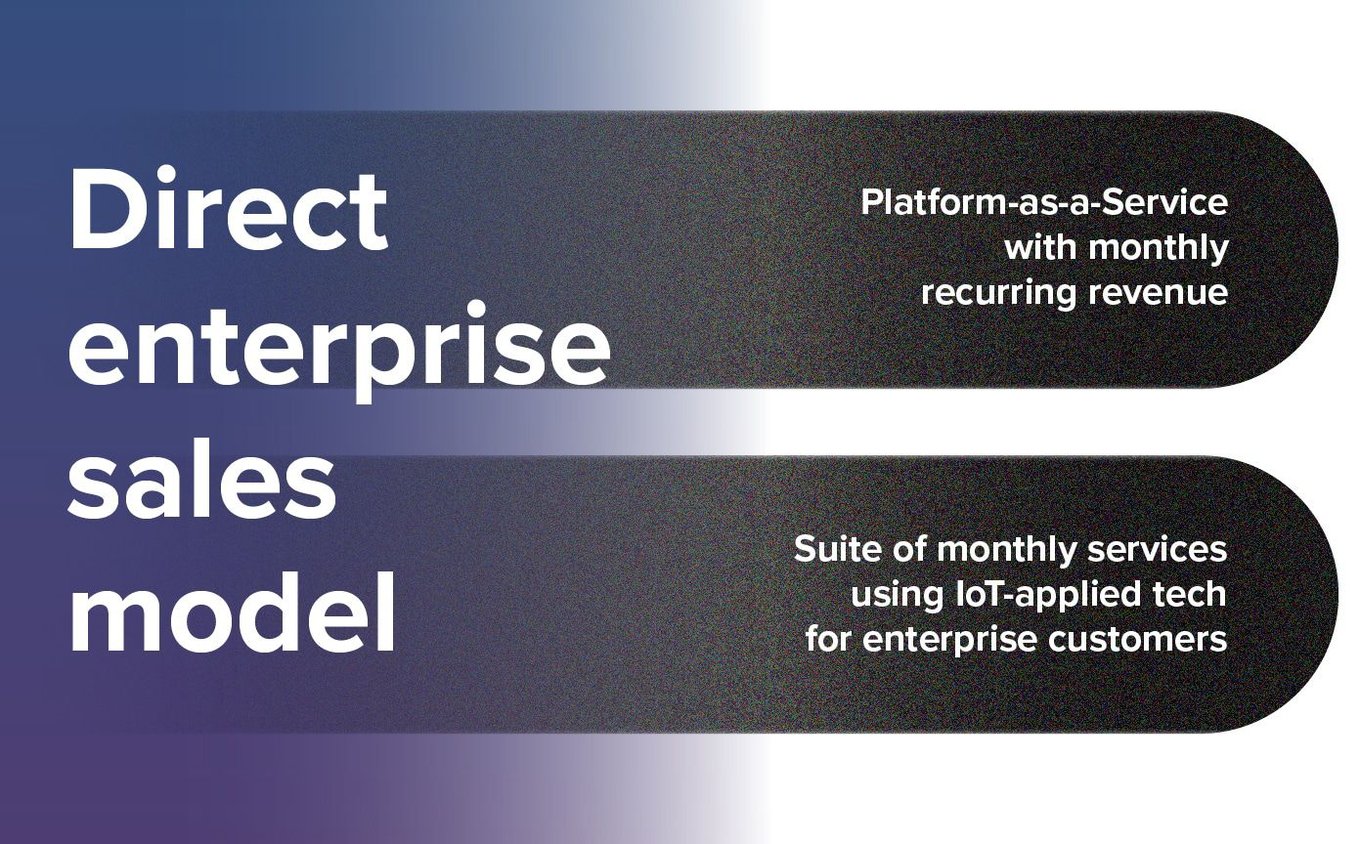 Direct
enterprise
sales
model
Platform-as-a-Service
with monthly
recurring revenue
Suite of monthly services
using IoT-applied tech
for enterprise customers